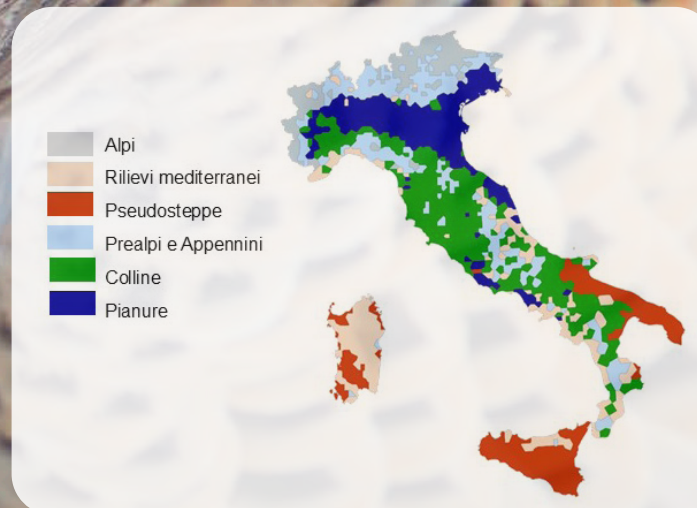 Alpi
Rilievi mediterranei
Pseudosteppe
Prealpi e Appennini
Colline
Pianure